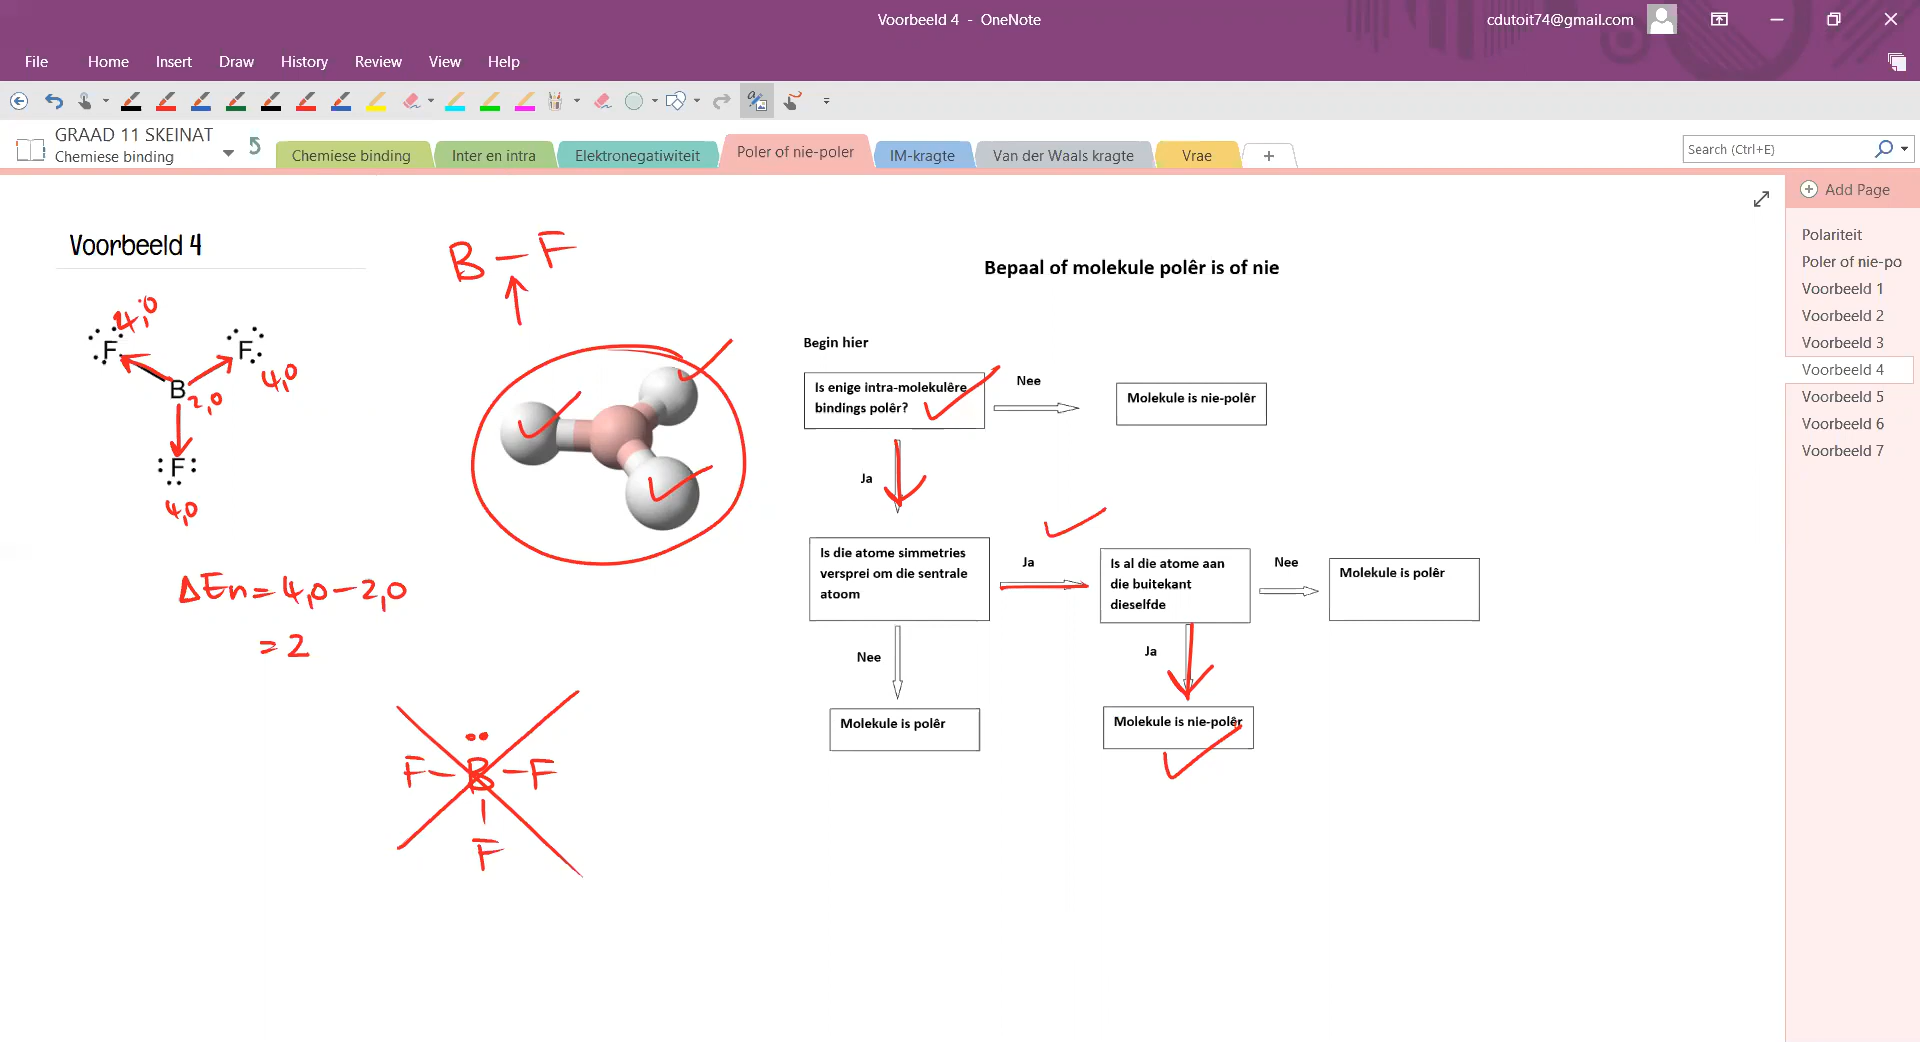 Voorbeeld 4 - OneNote
cdutoit74@gmail.com
File Home Insert Draw History Review View Help
GRAAD 11 SKEINAT
Chemiese binding
Chemiese binding Inter en intra Elektronegatiwiteit Poler of nie-poler IM-kragte Van der Waals kragte Vrae +
Search (Ctrl+E)
Add Page
Polariteit
Poler of nie-po
Voorbeeld 1
Voorbeeld 2
Voorbeeld 3
Voorbeeld 4
Voorbeeld 5
Voorbeeld 6
Voorbeeld 7
Voorbeeld 4
B – F
4,0
F F
4,0
B
2,0
F
4,0
ΔEn = 4,0 – 2,0
= 2
F – B – F
F
Bepaal of molekule polêr is of nie
Begin hier
Is enige intra-molekulêre
bindings polêr?
Nee
Molekule is nie-polêr
Ja
Is die atome simmetries
versprei om die sentrale
atoom
Ja
Is al die atome aan
die buitekant
dieselfde
Nee
Molekule is polêr
Nee
Molekule is polêr
Ja
Molekule is nie-polêr